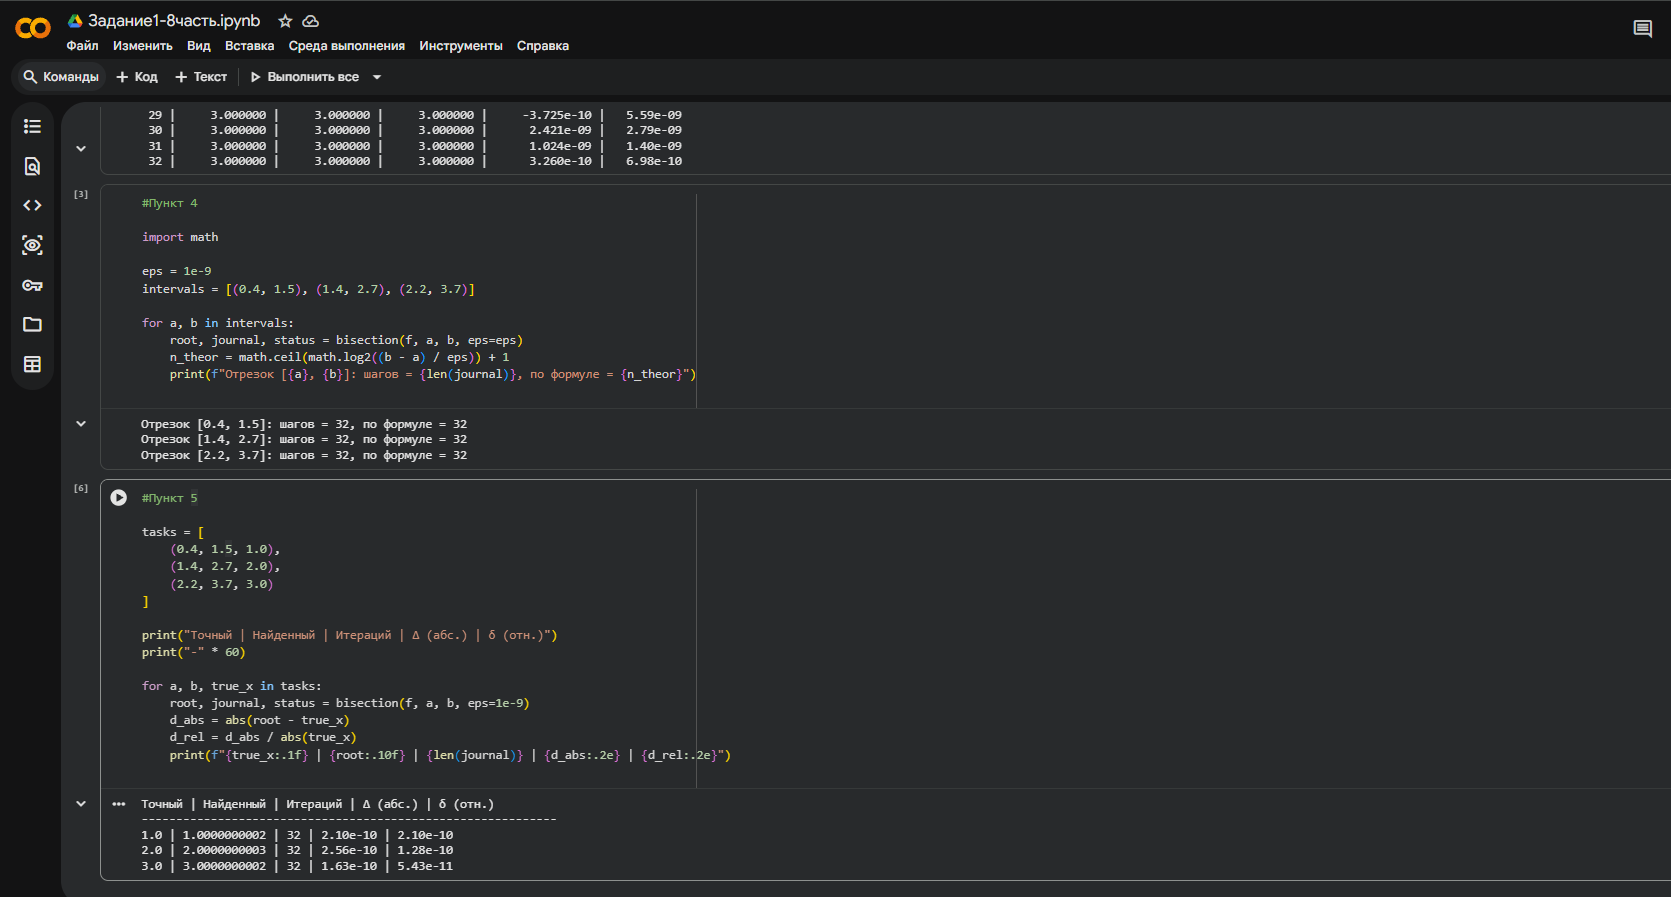 Задание1-8часть.ipynb
Файл Изменить Вид Вставка Среда выполнения Инструменты Справка
Команды + Код + Текст Выполнить все
29 | 3.000000 | 3.000000 | 3.000000 | -3.725e-10 | 5.59e-09
30 | 3.000000 | 3.000000 | 3.000000 | 2.421e-09 | 2.79e-09
31 | 3.000000 | 3.000000 | 3.000000 | 1.024e-09 | 1.40e-09
32 | 3.000000 | 3.000000 | 3.000000 | 3.260e-10 | 6.98e-10
[3]
#Пункт 4
import math
eps = 1e-9
intervals = [(0.4, 1.5), (1.4, 2.7), (2.2, 3.7)]
for a, b in intervals:
    root, journal, status = bisection(f, a, b, eps=eps)
    n_theor = math.ceil(math.log2((b - a) / eps)) + 1
    print(f"Отрезок [{a}, {b}]: шагов = {len(journal)}, по формуле = {n_theor}")
Отрезок [0.4, 1.5]: шагов = 32, по формуле = 32
Отрезок [1.4, 2.7]: шагов = 32, по формуле = 32
Отрезок [2.2, 3.7]: шагов = 32, по формуле = 32
[6]
#Пункт 5
tasks = [
    (0.4, 1.5, 1.0),
    (1.4, 2.7, 2.0),
    (2.2, 3.7, 3.0)
]
print("Точный | Найденный | Итераций | Δ (абс.) | δ (отн.)")
print("-" * 60)
for a, b, true_x in tasks:
    root, journal, status = bisection(f, a, b, eps=1e-9)
    d_abs = abs(root - true_x)
    d_rel = d_abs / abs(true_x)
    print(f"{true_x:.1f} | {root:.10f} | {len(journal)} | {d_abs:.2e} | {d_rel:.2e}")
Точный | Найденный | Итераций | Δ (абс.) | δ (отн.)
------------------------------------------------------------
1.0 | 1.0000000002 | 32 | 2.10e-10 | 2.10e-10
2.0 | 2.0000000003 | 32 | 2.56e-10 | 1.28e-10
3.0 | 3.0000000002 | 32 | 1.63e-10 | 5.43e-11